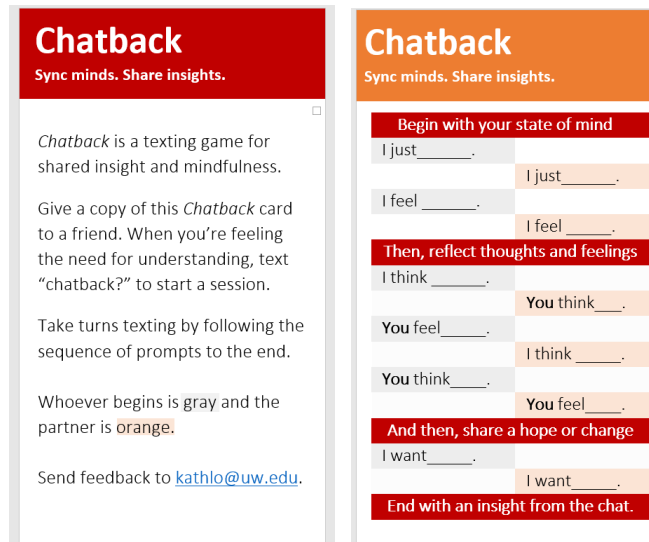 Chatback
Sync minds. Share insights.
Chatback is a texting game for
shared insight and mindfulness.
Give a copy of this Chatback card
to a friend. When you’re feeling
the need for understanding, text
“chatback?” to start a session.
Take turns texting by following the
sequence of prompts to the end.
Whoever begins is gray and the
partner is orange.
Send feedback to kathlo@uw.edu.
Chatback
Sync minds. Share insights.
Begin with your state of mind
I just______.
I just______.
I feel ______.
I feel _____.
Then, reflect thoughts and feelings
I think ______.
You think___.
You feel_____.
I think _____.
You think____.
You feel____.
And then, share a hope or change
I want_____.
I want_____.
End with an insight from the chat.